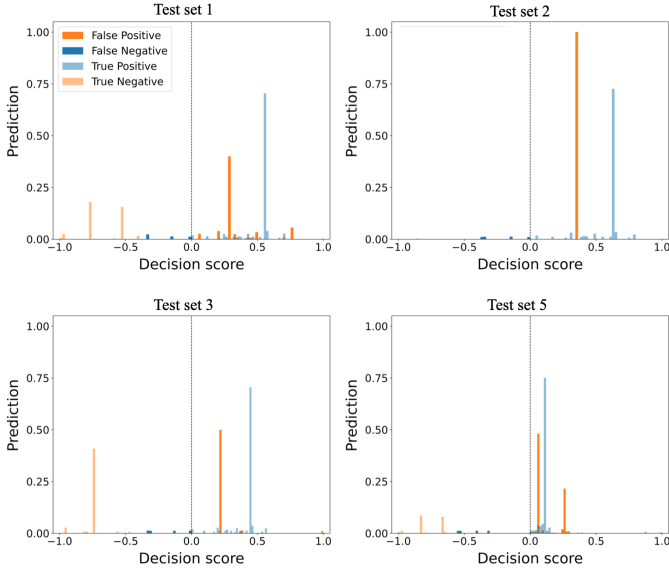 Test set 1
Test set 2
1.00
0.75
0.50
0.25
0.00
Prediction
False Positive
False Negative
True Positive
True Negative
−1.0 −0.5 0.0 0.5 1.0
Decision score
1.00
0.75
0.50
0.25
0.00
Prediction
−1.0 −0.5 0.0 0.5 1.0
Decision score
Test set 3
Test set 5
1.00
0.75
0.50
0.25
0.00
Prediction
−1.0 −0.5 0.0 0.5 1.0
Decision score
1.00
0.75
0.50
0.25
0.00
Prediction
−1.0 −0.5 0.0 0.5 1.0
Decision score